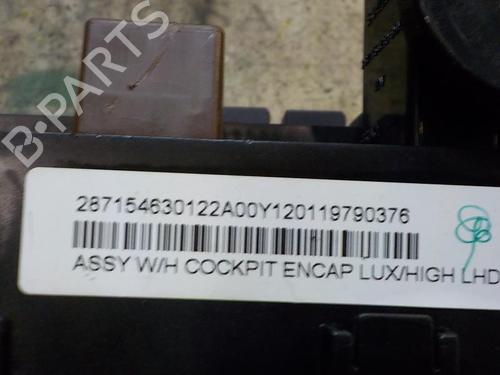 B-PARTS
287154630122A00Y120119790376
ASSY W/H COCKPIT ENCAP LUX/HIGH LHD